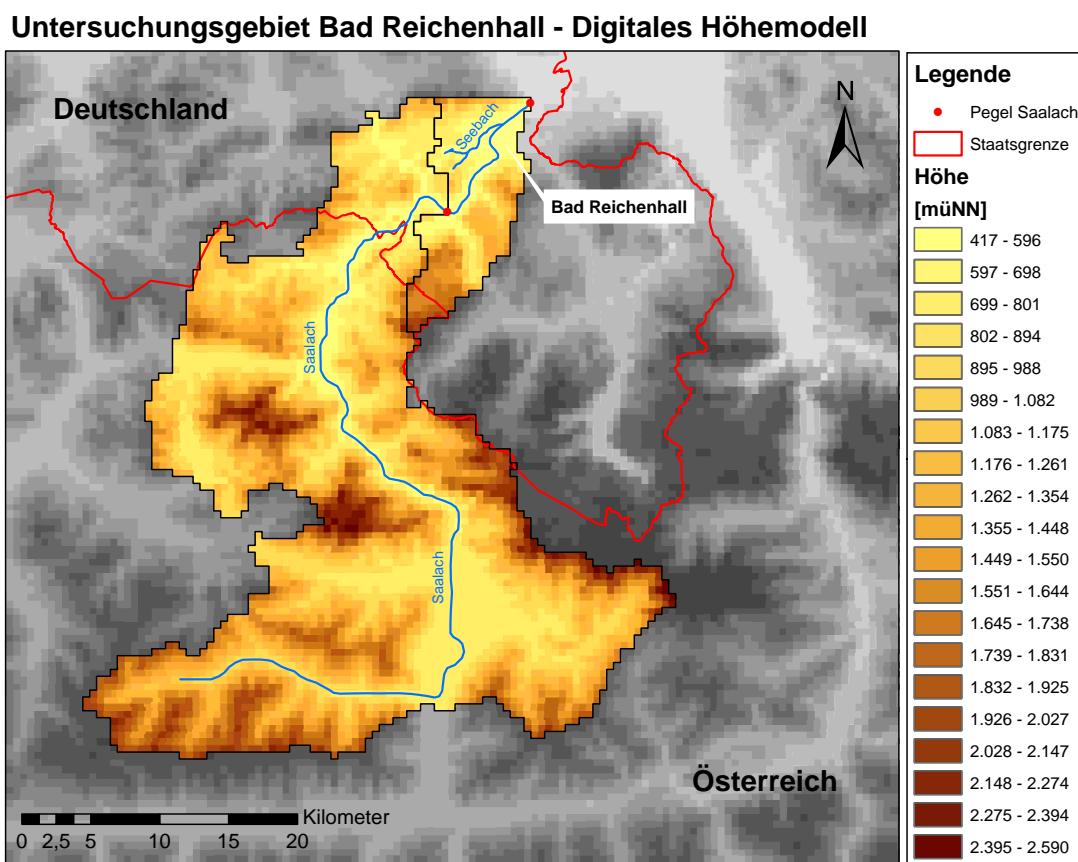 Untersuchungsgebiet Bad Reichenhall - Digitales Höhemodell
Deutschland
Seebach
Bad Reichenhall
Saalach
Saalach
Österreich
Kilometer
0 2,5 5 10 15 20
N
Legende
Pegel Saalach
Staatsgrenze
Höhe
[müNN]
417 - 596
597 - 698
699 - 801
802 - 894
895 - 988
989 - 1.082
1.083 - 1.175
1.176 - 1.261
1.262 - 1.354
1.355 - 1.448
1.449 - 1.550
1.551 - 1.644
1.645 - 1.738
1.739 - 1.831
1.832 - 1.925
1.926 - 2.027
2.028 - 2.147
2.148 - 2.274
2.275 - 2.394
2.395 - 2.590